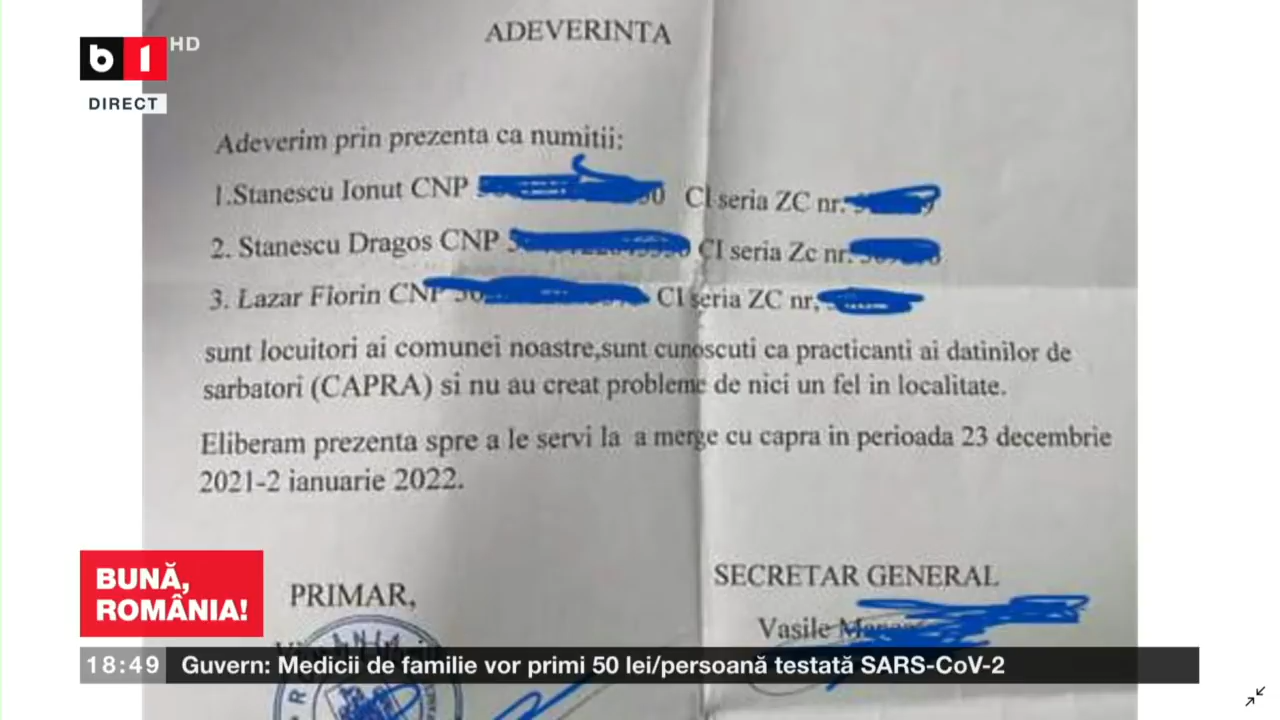 ADEVERINTA
b1 HD
DIRECT
Adeverim prin prezenta ca numitii:
1.Stanescu Ionut CNP CI seria ZC nr.
2. Stanescu Dragos CNP CI seria Zc nr.
3. Lazar Florin CNP CI seria ZC nr,
sunt locuitori ai comunei noastre,sunt cunoscuti ca practicanti ai datinilor de
sarbatori (CAPRA) si nu au creat probleme de nici un fel in localitate.
Eliberam prezenta spre a le servi la a merge cu capra in perioada 23 decembrie
2021-2 ianuarie 2022.
BUNĂ,
ROMÂNIA!
PRIMAR,
SECRETAR GENERAL
Vasile
18:49 Guvern: Medicii de familie vor primi 50 lei/persoană testată SARS-CoV-2